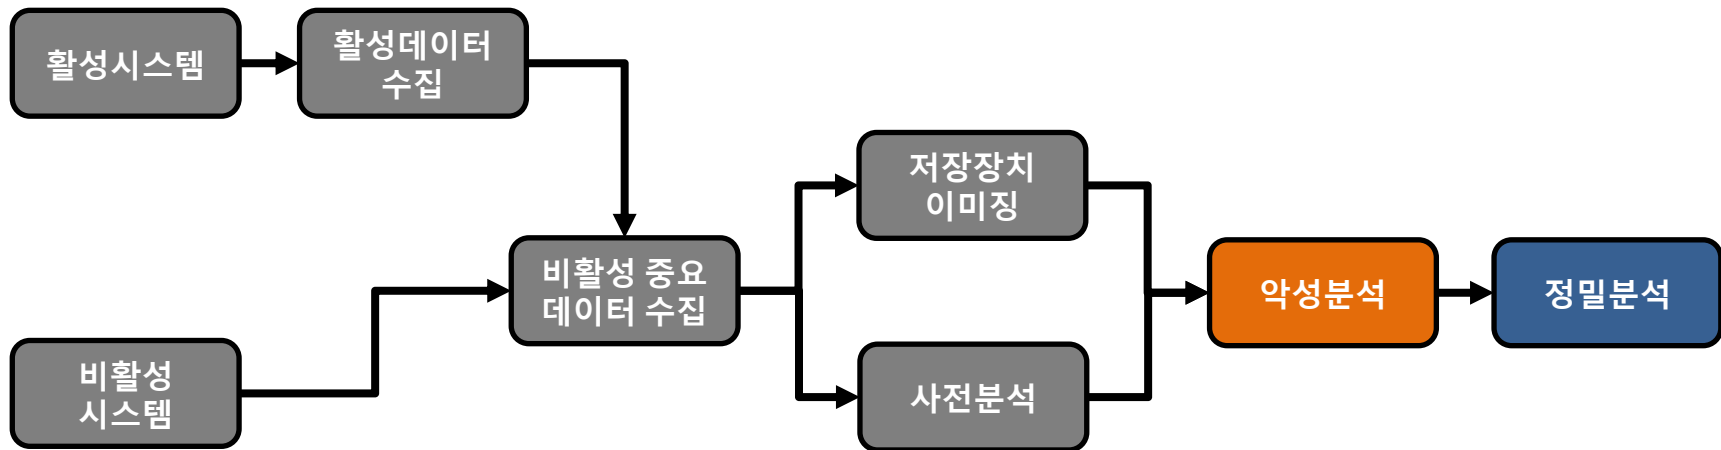 활성시스템
활성데이터
수집
비활성
시스템
비활성 중요
데이터 수집
저장장치
이미징
사전분석
악성분석
정밀분석